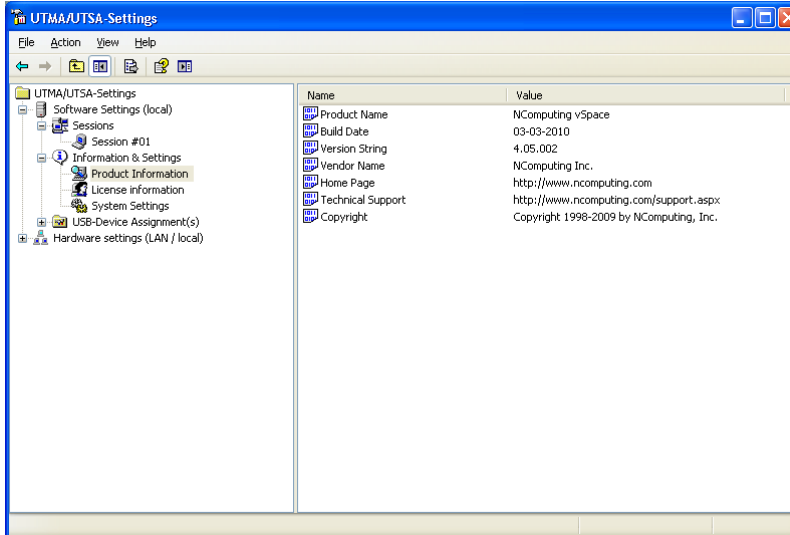 UTMA/UTSA-Settings
File Action View Help
UTMA/UTSA-Settings
Software Settings (local)
Sessions
Session #01
Information & Settings
Product Information
License information
System Settings
USB-Device Assignment(s)
Hardware settings (LAN / local)
Name Value
Product Name NComputing vSpace
Build Date 03-03-2010
Version String 4.05.002
Vendor Name NComputing Inc.
Home Page http://www.ncomputing.com
Technical Support http://www.ncomputing.com/support.aspx
Copyright Copyright 1998-2009 by NComputing, Inc.